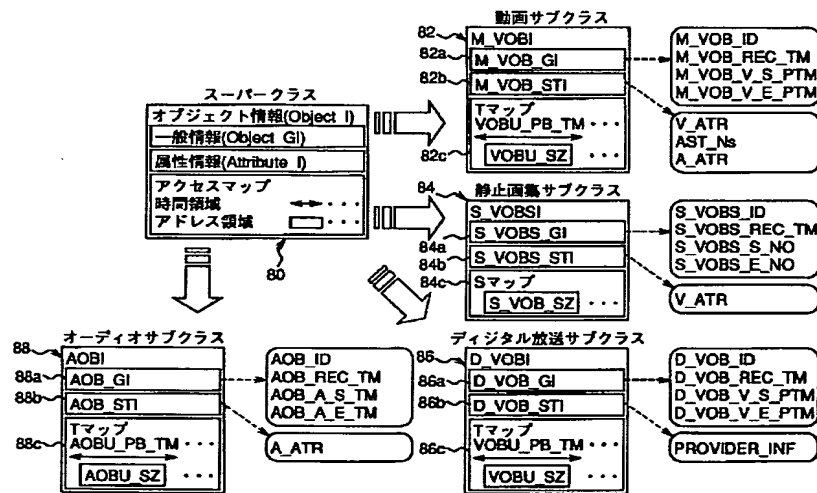 スーパークラス
オブジェクト情報(Object_I)
一般情報(Object_GI)
属性情報(Attribute_I)
アクセスマップ
時間領域 ・・・
アドレス領域 ・・・
80
動画サブクラス
82
M_VOBI
82a
M_VOB_GI
82b
M_VOB_STI
Tマップ
VOBU_PB_TM ・・・
82c
VOBU_SZ ・・・
M_VOB_ID
M_VOB_REC_TM
M_VOB_V_S_PTM
M_VOB_V_E_PTM
V_ATR
AST_Ns
A_ATR
静止画集サブクラス
84
S_VOBSI
84a
S_VOBS_GI
84b
S_VOBS_STI
84c
Sマップ
S_VOB_SZ ・・・
S_VOBS_ID
S_VOBS_REC_TM
S_VOBS_S_NO
S_VOBS_E_NO
V_ATR
オーディオサブクラス
88
AOBI
88a
AOB_GI
88b
AOB_STI
Tマップ
88c
AOBU_PB_TM ・・・
AOBU_SZ ・・・
AOB_ID
AOB_REC_TM
AOB_A_S_TM
AOB_A_E_TM
A_ATR
ディジタル放送サブクラス
86
D_VOBI
86a
D_VOB_GI
86b
D_VOB_STI
Tマップ
VOBU_PB_TM ・・・
86c
VOBU_SZ ・・・
D_VOB_ID
D_VOB_REC_TM
D_VOB_V_S_PTM
D_VOB_V_E_PTM
PROVIDER_INF